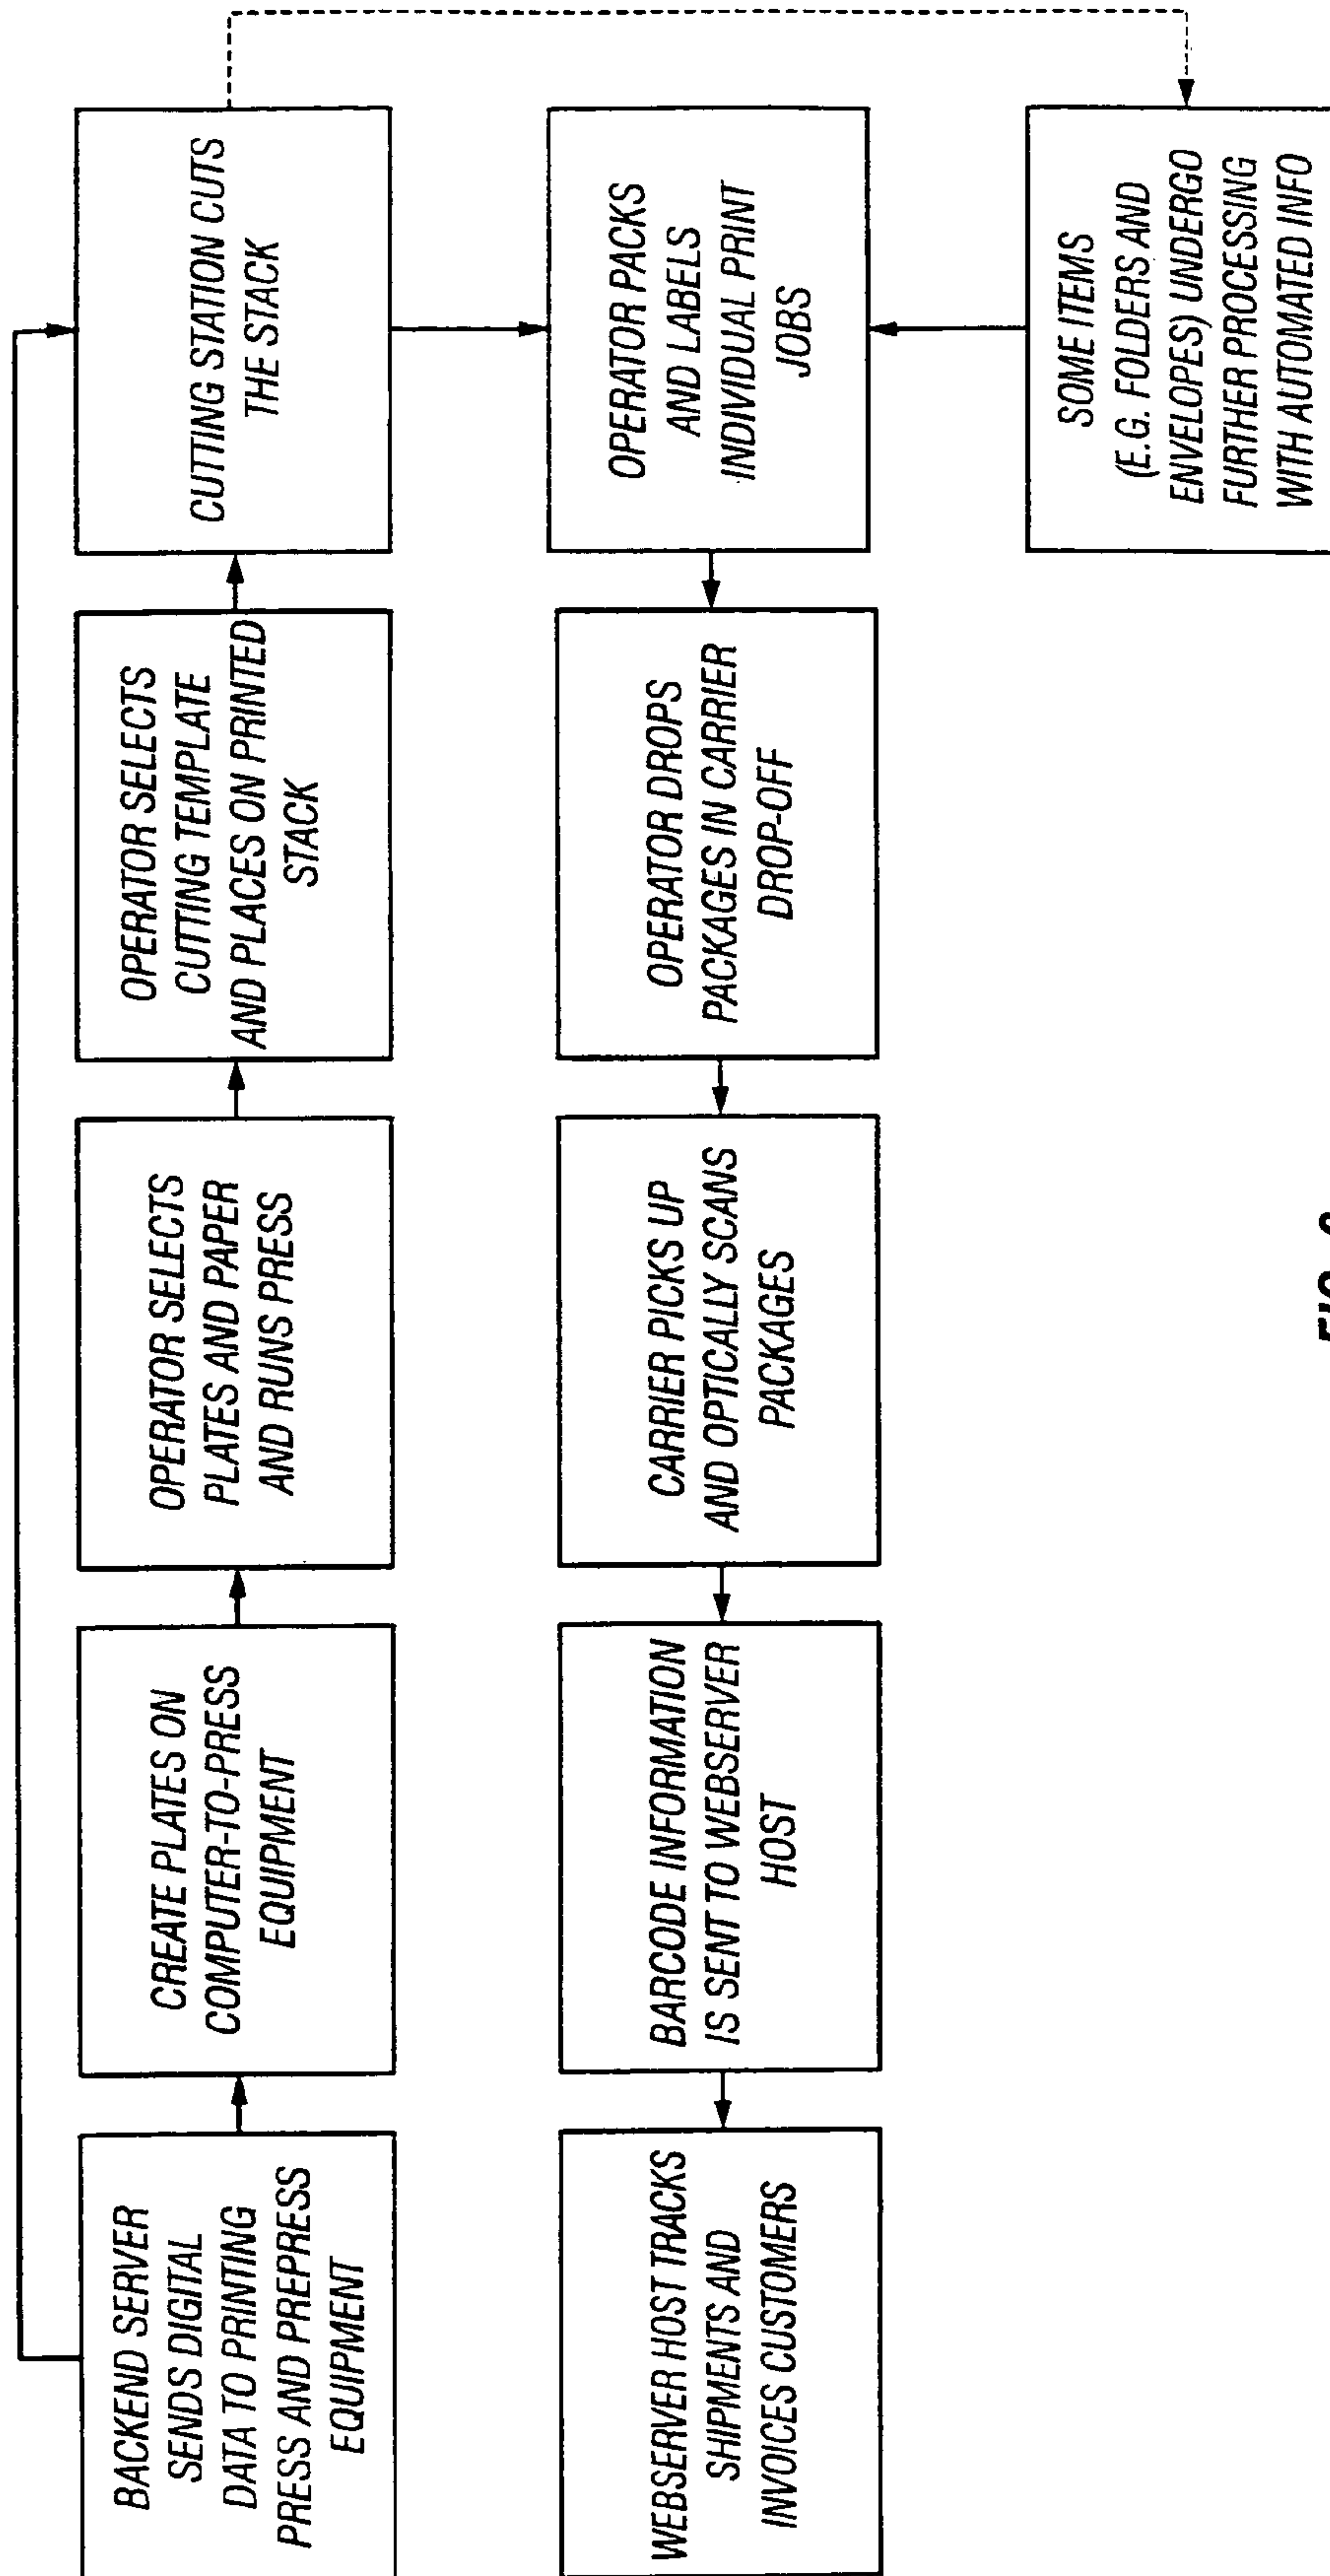 BACKEND SERVER
SENDS DIGITAL
DATA TO PRINTING
PRESS AND PREPRESS
EQUIPMENT
CREATE PLATES ON
COMPUTER-TO-PRESS
EQUIPMENT
OPERATOR SELECTS
PLATES AND PAPER
AND RUNS PRESS
OPERATOR SELECTS
CUTTING TEMPLATE
AND PLACES ON PRINTED
STACK
CUTTING STATION CUTS
THE STACK
WEBSERVER HOST TRACKS
SHIPMENTS AND
INVOICES CUSTOMERS
BARCODE INFORMATION
IS SENT TO WEBSERVER
HOST
CARRIER PICKS UP
AND OPTICALLY SCANS
PACKAGES
OPERATOR DROPS
PACKAGES IN CARRIER
DROP-OFF
OPERATOR PACKS
AND LABELS
INDIVIDUAL PRINT
JOBS
SOME ITEMS
(E.G. FOLDERS AND
ENVELOPES) UNDERGO
FURTHER PROCESSING
WITH AUTOMATED INFO
FIG.